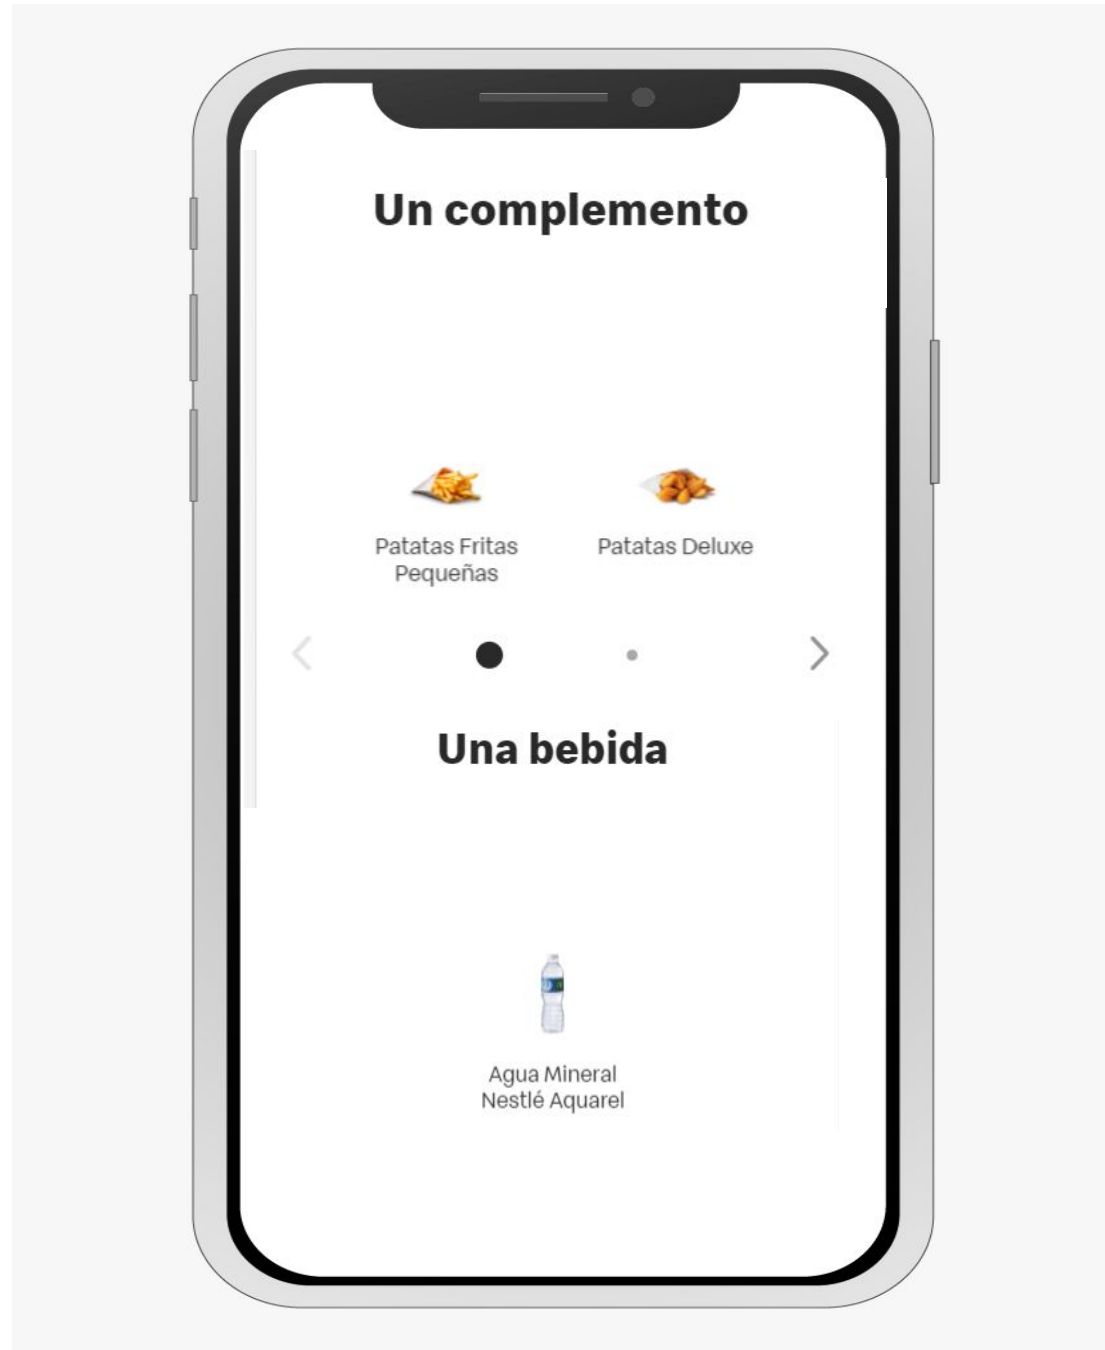 Un complemento
Patatas Fritas
Pequeñas
Patatas Deluxe
Una bebida
Agua Mineral
Nestlé Aquarel